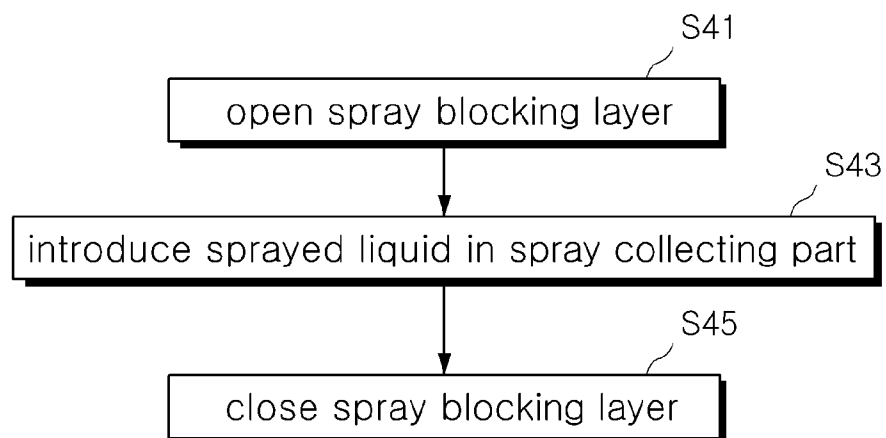 S41
open spray blocking layer
S43
introduce sprayed liquid in spray collecting part
S45
close spray blocking layer